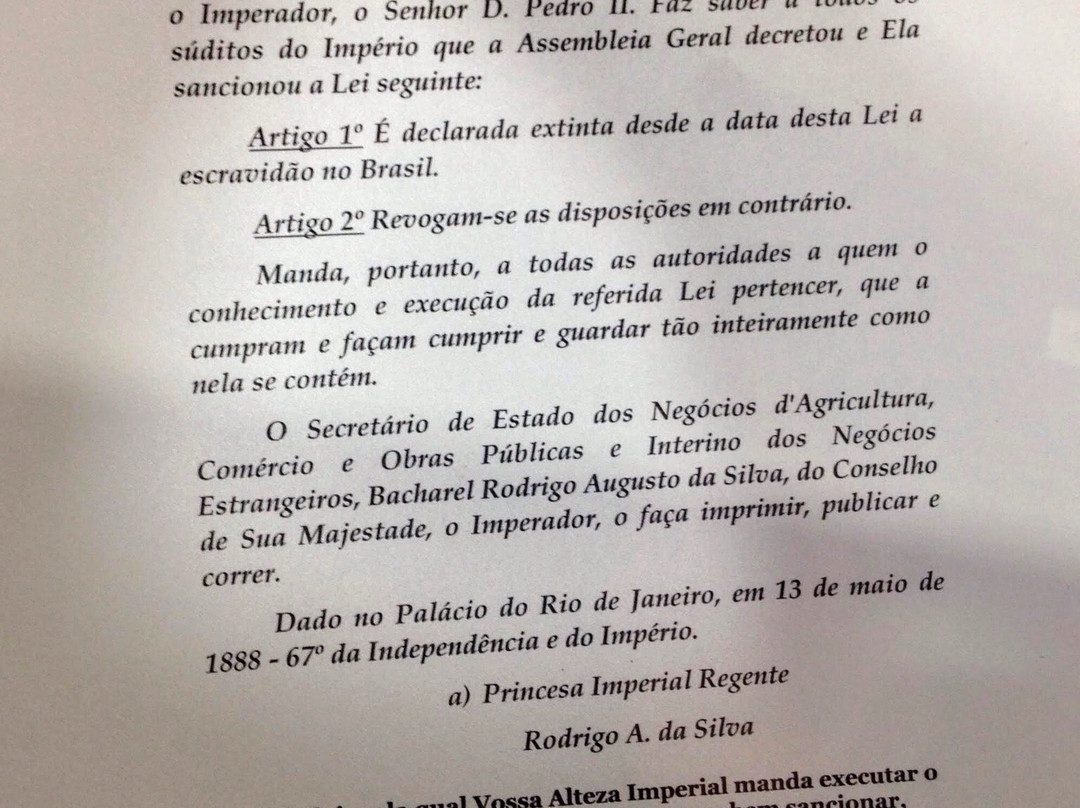 o Imperador, o Senhor D. Pedro II. Faz saber a todos os
súditos do Império que a Assembleia Geral decretou e Ela
sancionou a Lei seguinte:
Artigo 1º É declarada extinta desde a data desta Lei a
escravidão no Brasil.
Artigo 2º Revogam-se as disposições em contrário.
Manda, portanto, a todas as autoridades a quem o
conhecimento e execução da referida Lei pertencer, que a
cumpram e façam cumprir e guardar tão inteiramente como
nela se contém.
O Secretário de Estado dos Negócios d'Agricultura,
Comércio e Obras Públicas e Interino dos Negócios
Estrangeiros, Bacharel Rodrigo Augusto da Silva, do Conselho
de Sua Majestade, o Imperador, o faça imprimir, publicar e
correr.
Dado no Palácio do Rio de Janeiro, em 13 de maio de
1888 - 67º da Independência e do Império.
a) Princesa Imperial Regente
Rodrigo A. da Silva
qual Vossa Alteza Imperial manda executar o
sancionar,